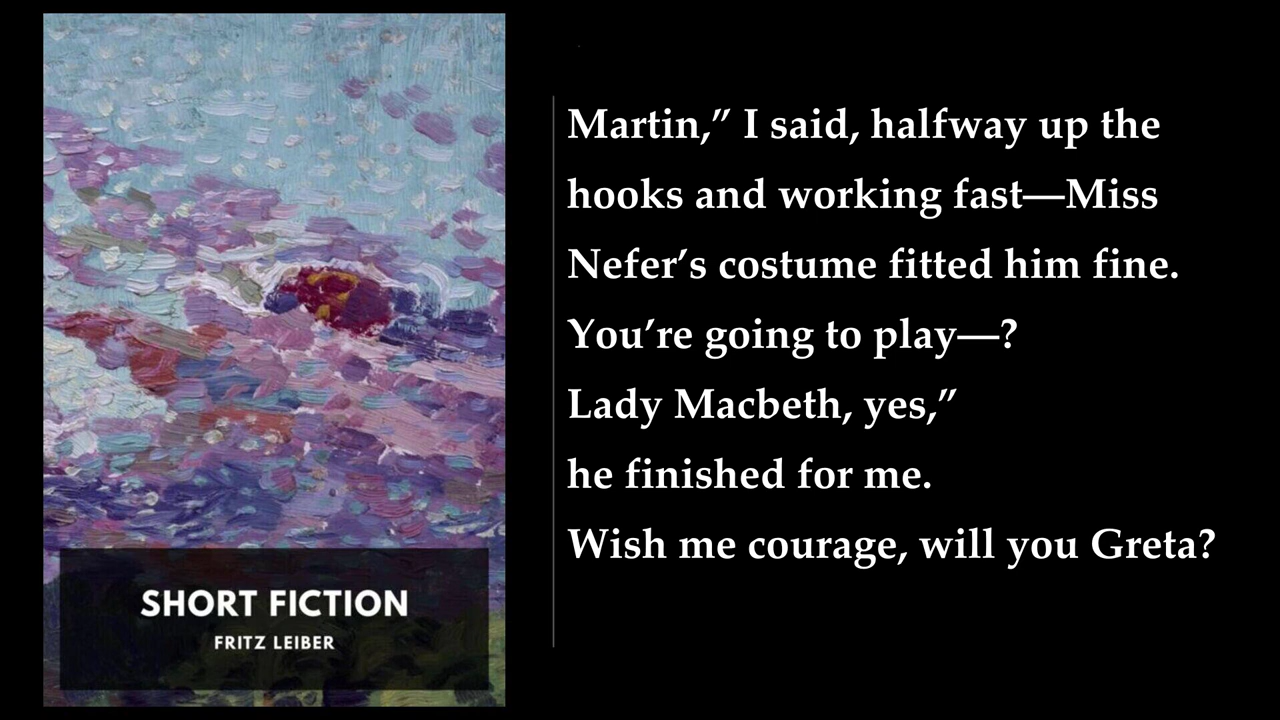 Martin,” I said, halfway up the
hooks and working fast—Miss
Nefer’s costume fitted him fine.
You’re going to play—?
Lady Macbeth, yes,”
he finished for me.
Wish me courage, will you Greta?
SHORT FICTION
FRITZ LEIBER